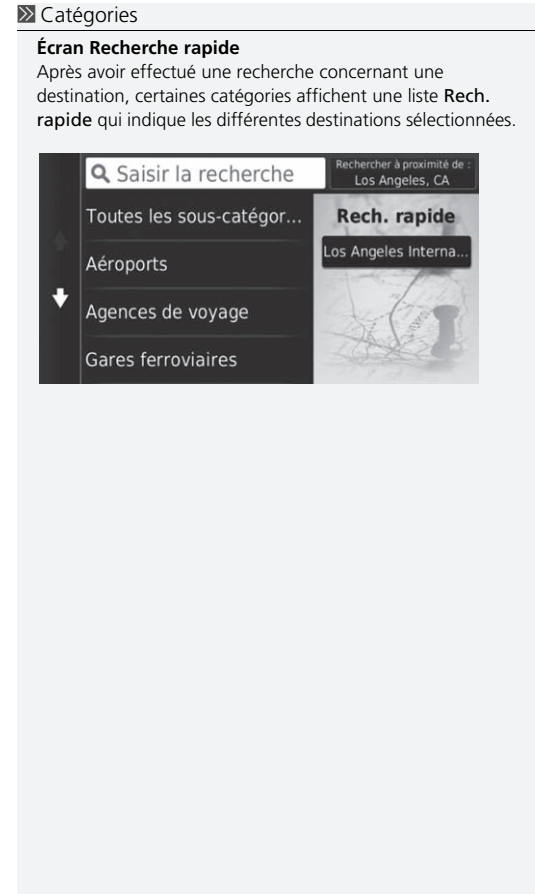 Catégories
Écran Recherche rapide
Après avoir effectué une recherche concernant une
destination, certaines catégories affichent une liste Rech.
rapide qui indique les différentes destinations sélectionnées.
Saisir la recherche
Rechercher à proximité de :
Los Angeles, CA
Toutes les sous-catégor...
Aéroports
Agences de voyage
Gares ferroviaires
Rech. rapide
Los Angeles Interna...